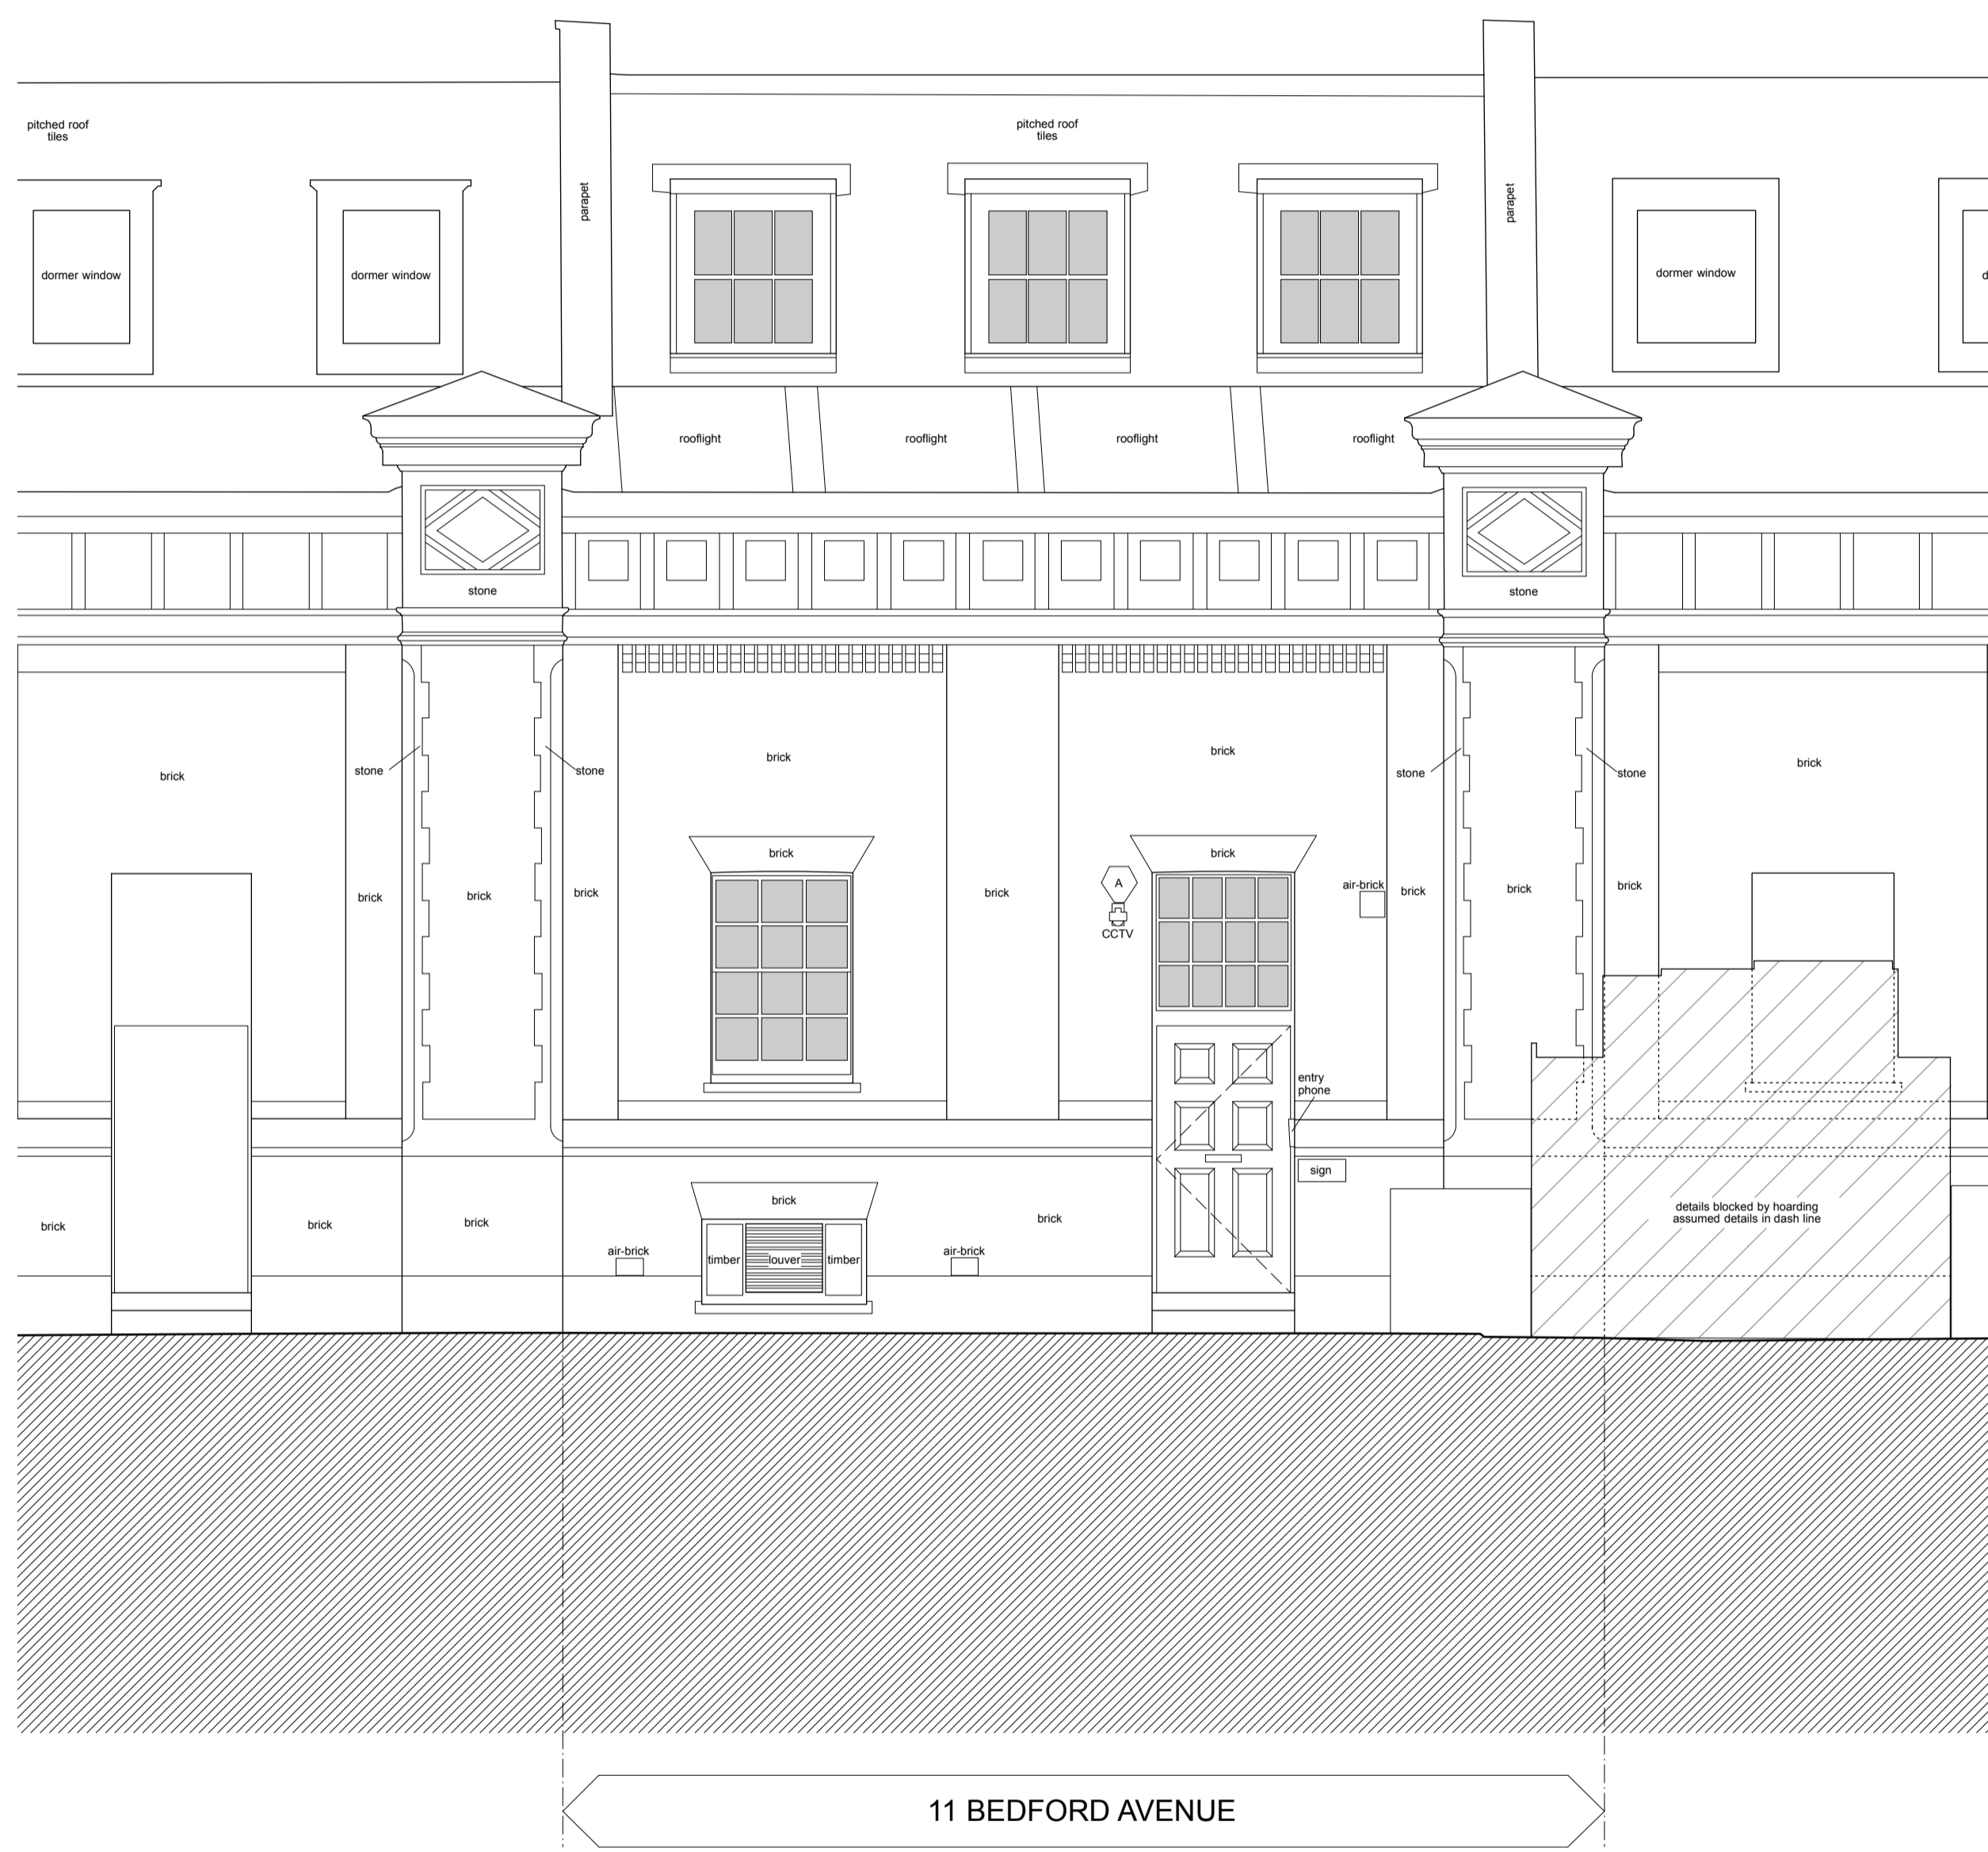 pitched roof
tiles
pitched roof
tiles
parapet
parapet
dormer window
dormer window
dormer window
d
rooflight
rooflight
rooflight
rooflight
stone
stone
brick
stone
stone
brick
brick
stone
stone
brick
brick
brick
brick
brick
brick
brick
A
CCTV
brick
air-brick
brick
brick
brick
entry
phone
sign
brick
brick
brick
brick
brick
details blocked by hoarding
assumed details in dash line
air-brick
timber
louver
timber
air-brick
11 BEDFORD AVENUE